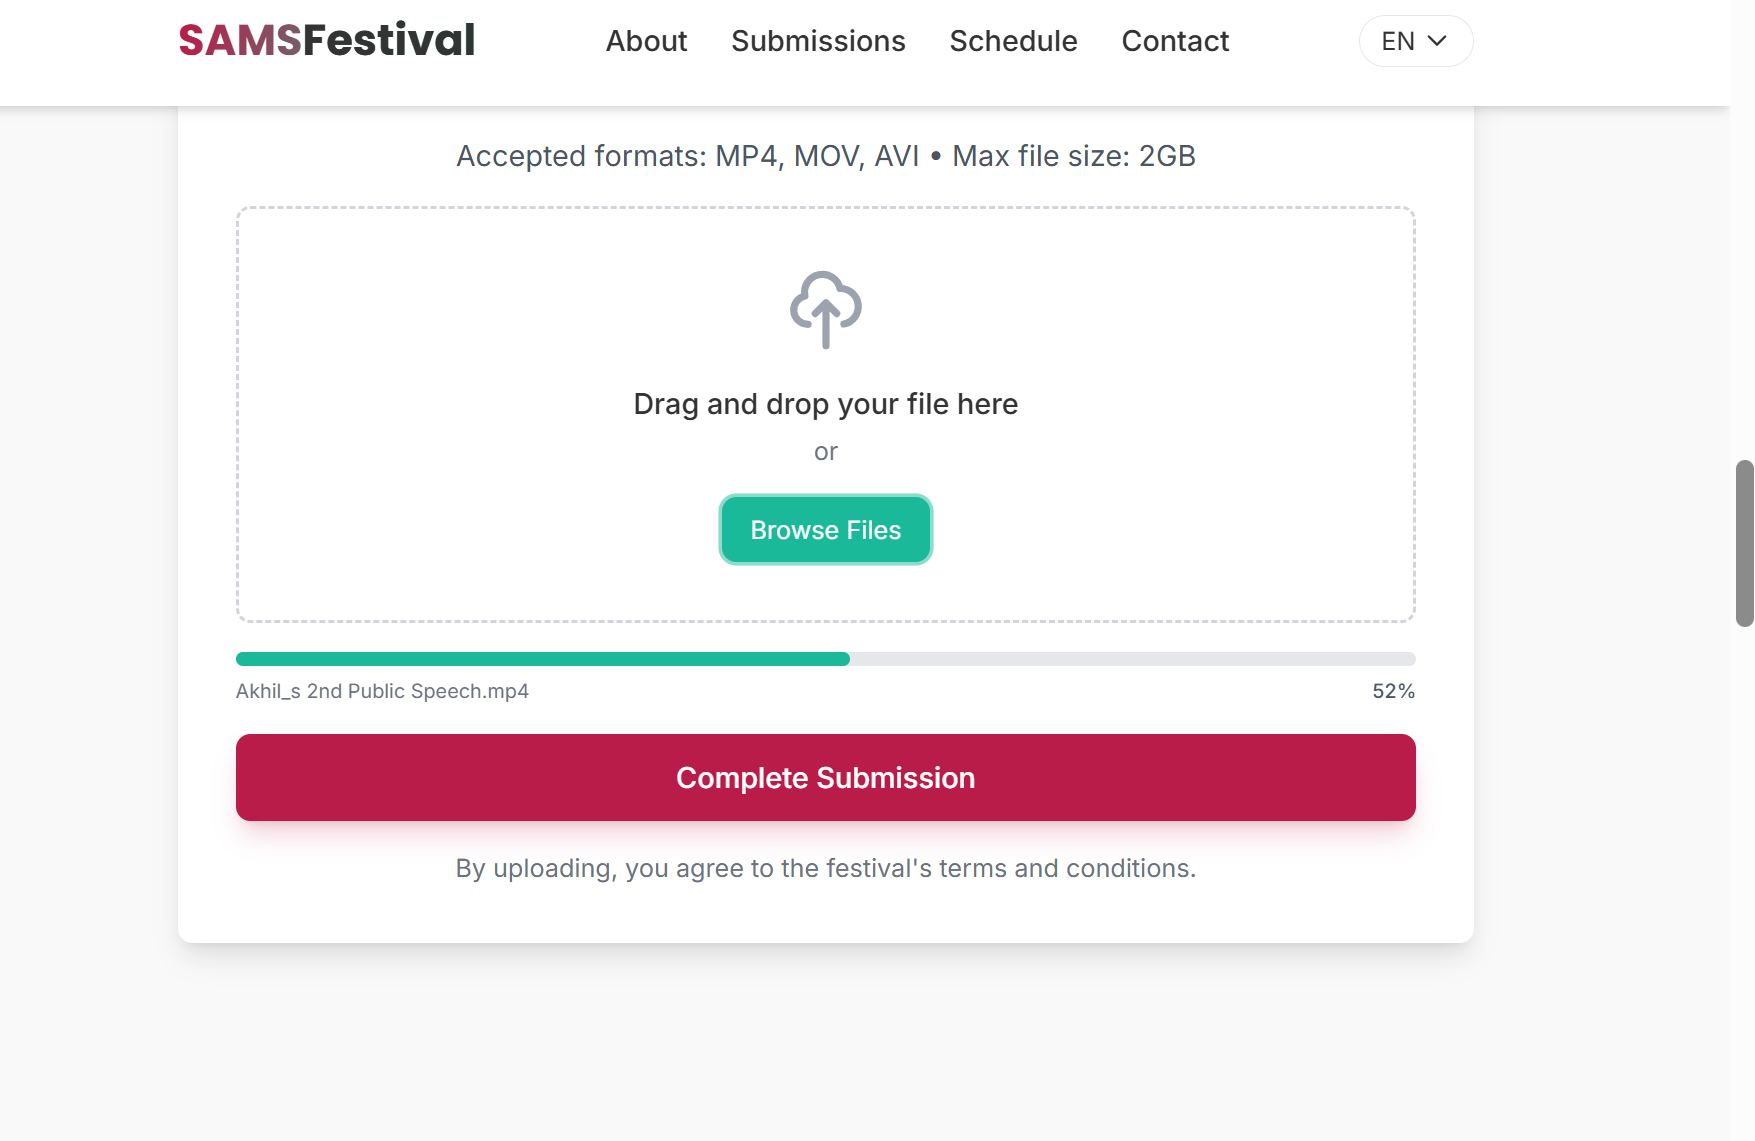 SAMSFestival
About Submissions Schedule Contact EN
Accepted formats: MP4, MOV, AVI • Max file size: 2GB
Drag and drop your file here
or
Browse Files
Akhil_s 2nd Public Speech.mp4 52%
Complete Submission
By uploading, you agree to the festival's terms and conditions.